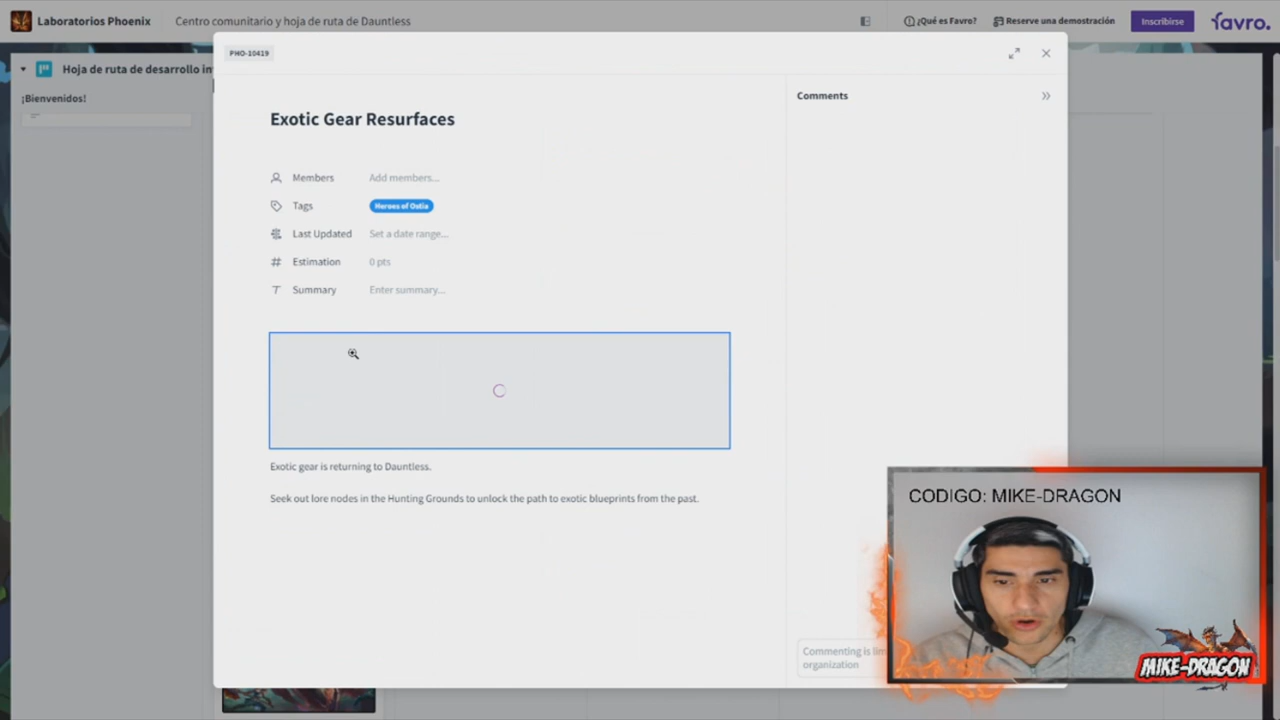 Laboratorios Phoenix
Centro comunitario y hoja de ruta de Dauntless
¿Qué es Favro?
Reserve una demostración
Inscribirse
favro.
Hoja de ruta de desarrollo in
¡Bienvenidos!
PHO-10419
Exotic Gear Resurfaces
Members Add members...
Tags Heroes of Ostia
Last Updated Set a date range...
Estimation 0 pts
Summary Enter summary...
Exotic gear is returning to Dauntless.
Seek out lore nodes in the Hunting Grounds to unlock the path to exotic blueprints from the past.
Comments
Commenting is lim
organization
CODIGO: MIKE-DRAGON
MIKE-DRAGON